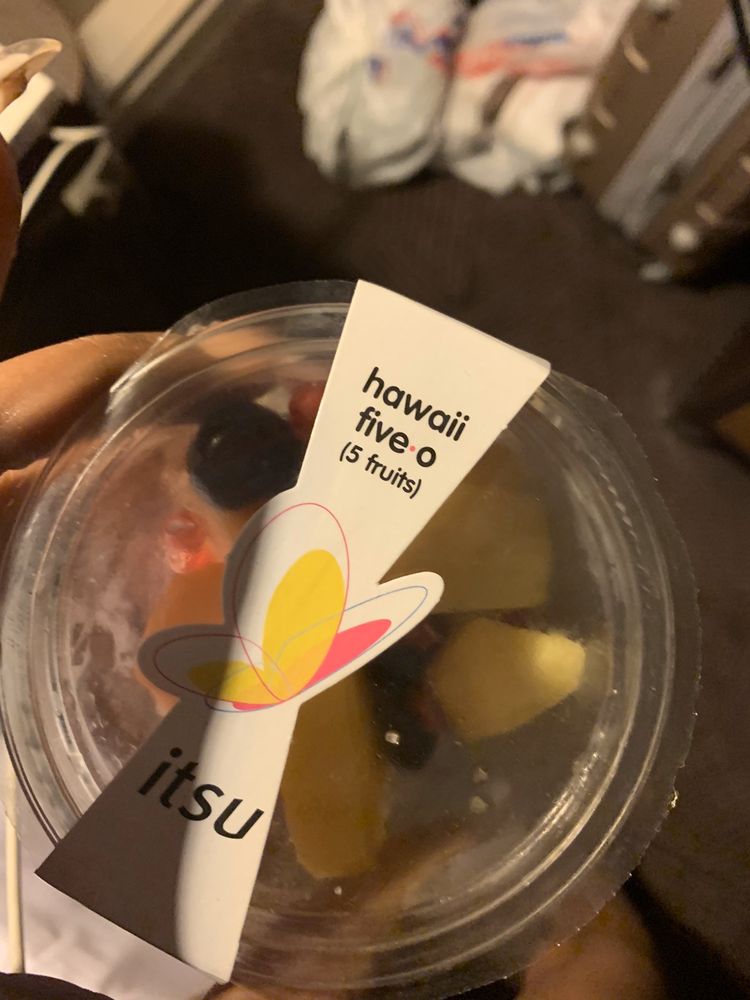 hawaii
five•o
(5 fruits)
itsu